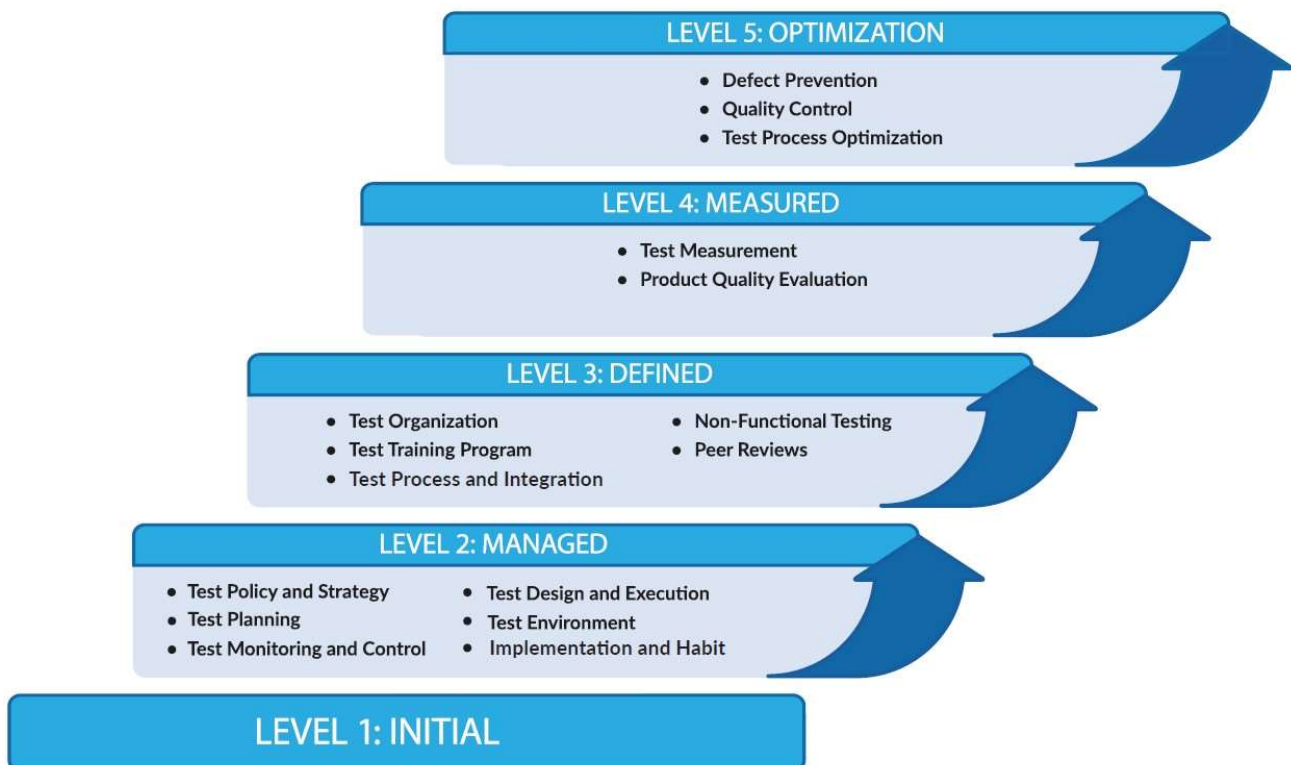 LEVEL 5: OPTIMIZATION
• Defect Prevention
• Quality Control
• Test Process Optimization
LEVEL 4: MEASURED
• Test Measurement
• Product Quality Evaluation
LEVEL 3: DEFINED
• Test Organization
• Test Training Program
• Test Process and Integration
• Non-Functional Testing
• Peer Reviews
LEVEL 2: MANAGED
• Test Policy and Strategy
• Test Planning
• Test Monitoring and Control
• Test Design and Execution
• Test Environment
• Implementation and Habit
LEVEL 1: INITIAL